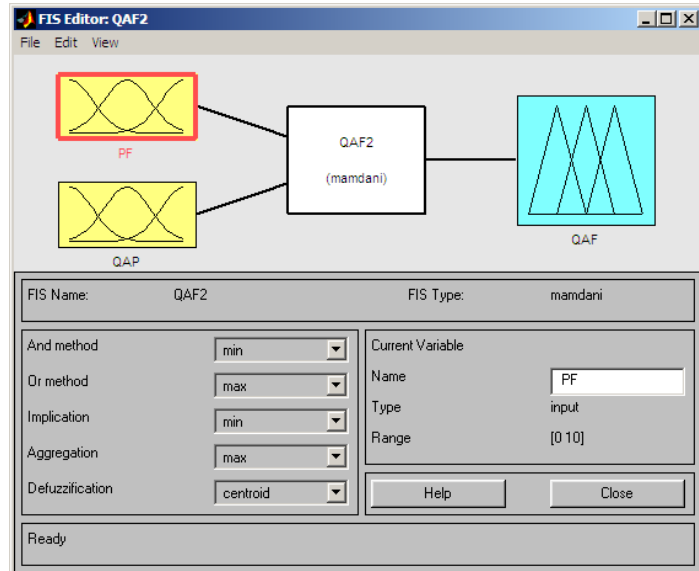 FIS Editor: QAF2
File Edit View
PF
QAP
QAF2
(mamdani)
QAF
FIS Name: QAF2 FIS Type: mamdani
And method min
Or method max
Implication min
Aggregation max
Defuzzification centroid
Current Variable
Name PF
Type input
Range [0 10]
Help Close
Ready